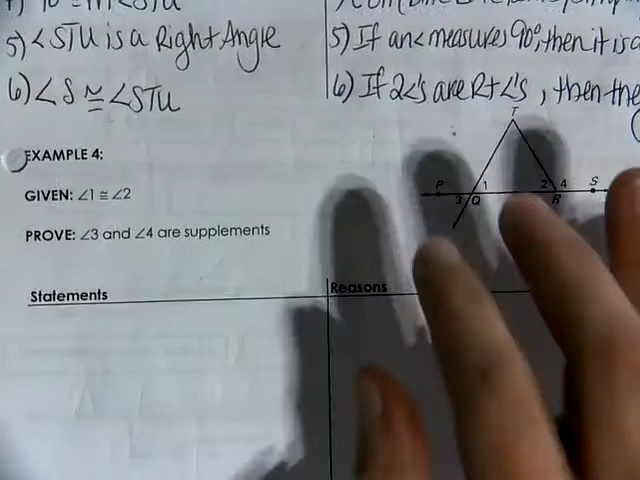 5) <STU is a Right Angle
6) <S ≅ <STU
5) If an < measures 90°, then it is a
6) If 2<'s are Rt <'s, then the
EXAMPLE 4:
GIVEN: ∠1 ≅ ∠2
PROVE: ∠3 and ∠4 are supplements
T
P
1
2
4
S
3
Q
R
Statements
Reasons